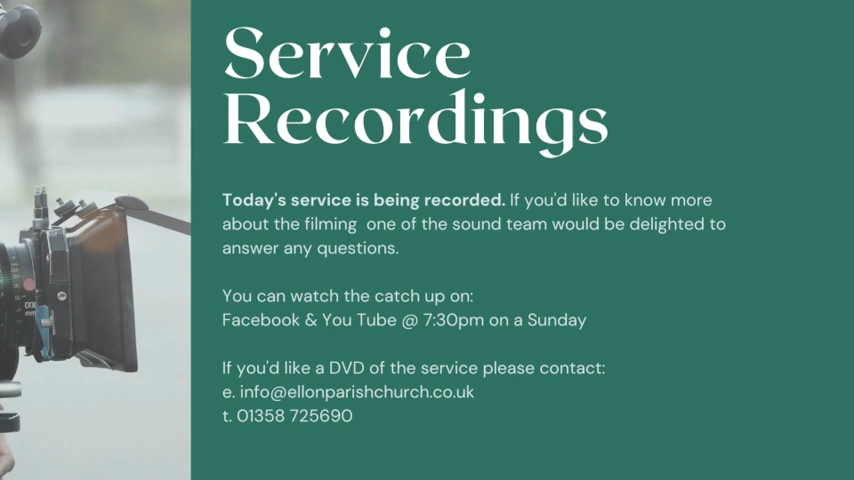 Service
Recordings
Today's service is being recorded. If you'd like to know more
about the filming one of the sound team would be delighted to
answer any questions.
You can watch the catch up on:
Facebook & You Tube @ 7:30pm on a Sunday
If you'd like a DVD of the service please contact:
e. info@ellonparishchurch.co.uk
t. 01358 725690